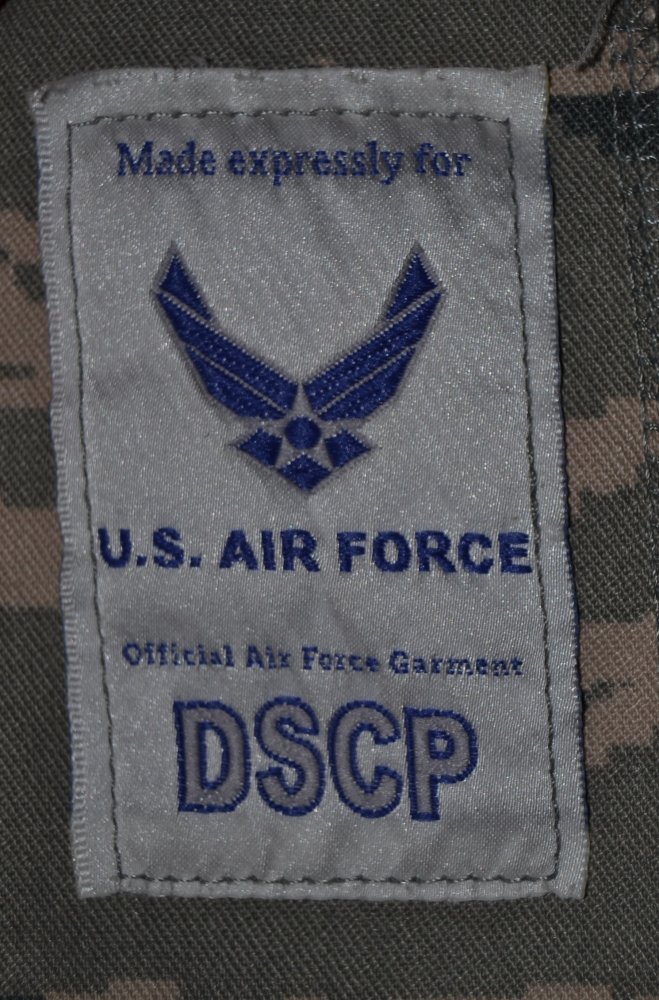 Made expressly for
U.S. AIR FORCE
Official Air Force Garment
DSCP